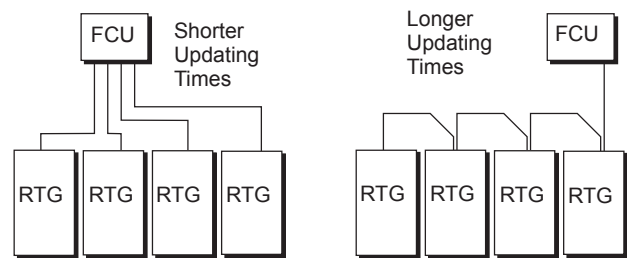 FCU
Shorter
Updating
Times
RTG
RTG
RTG
RTG
Longer
Updating
Times
FCU
RTG
RTG
RTG
RTG